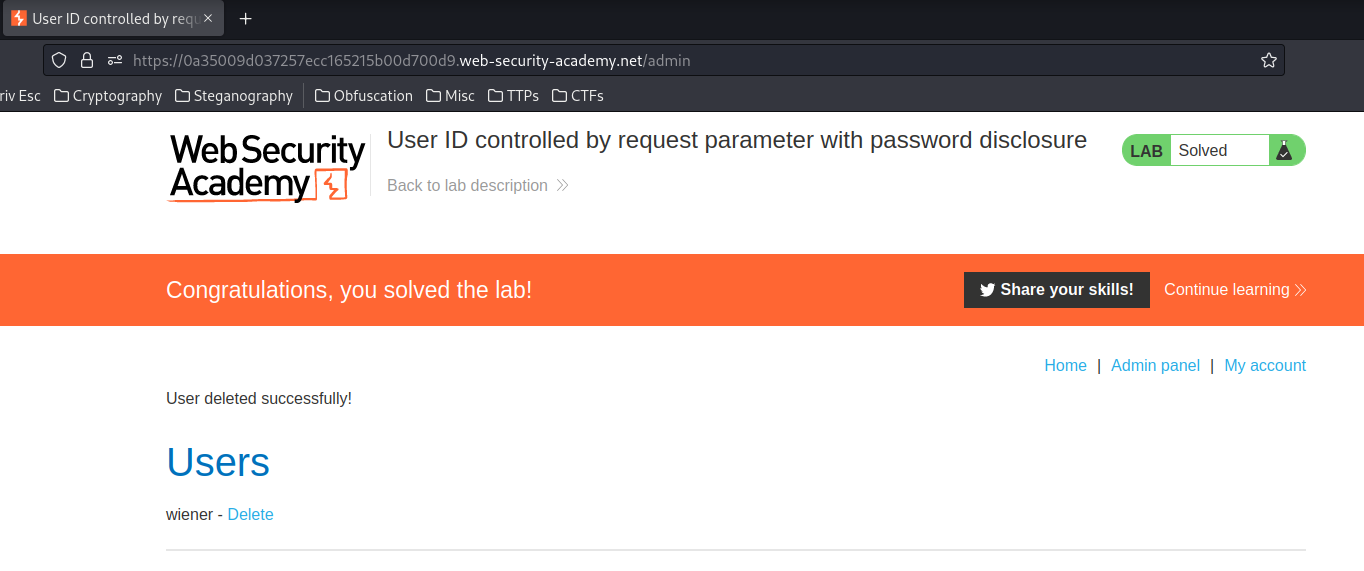 User ID controlled by requ
https://0a35009d037257ecc165215b00d700d9.web-security-academy.net/admin
riv Esc Cryptography Steganography Obfuscation Misc TTPs CTFs
WebSecurity
Academy
User ID controlled by request parameter with password disclosure
LAB Solved
Back to lab description
Congratulations, you solved the lab!
Share your skills! Continue learning
Home | Admin panel | My account
User deleted successfully!
Users
wiener - Delete